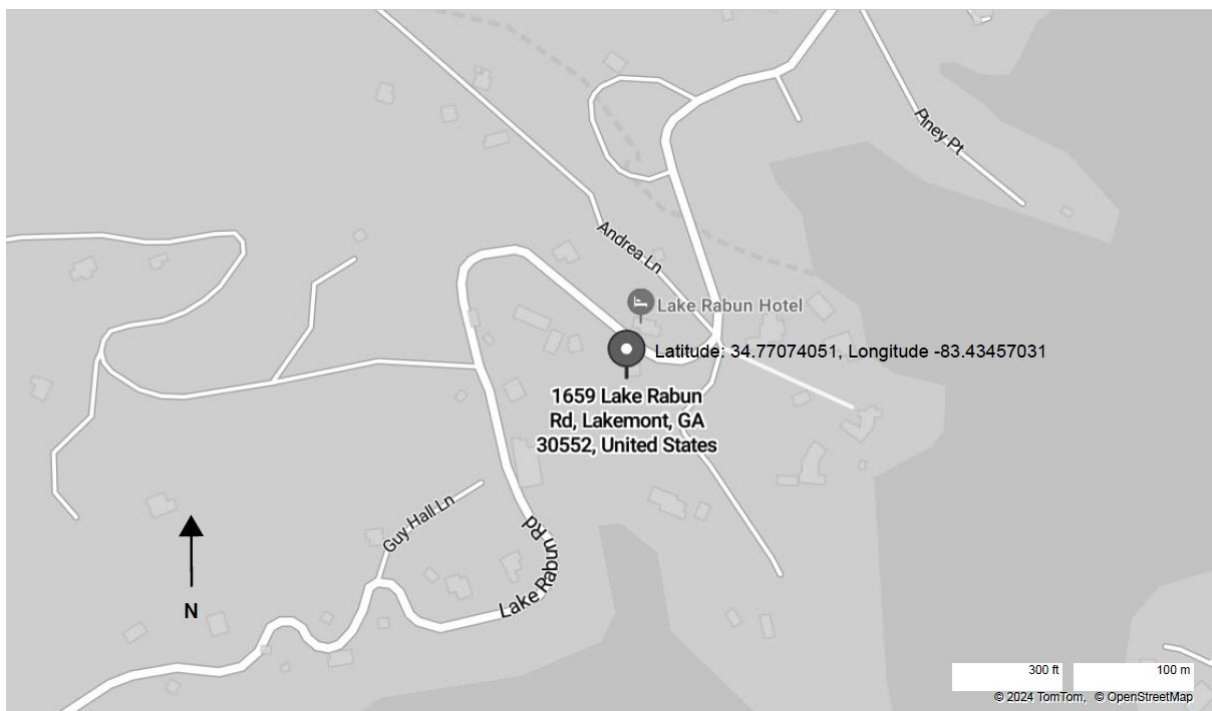 Piney Pt
Andrea Ln
Lake Rabun Hotel
Latitude: 34.77074051, Longitude -83.43457031
1659 Lake Rabun
Rd, Lakemont, GA
30552, United States
Guy Hall Ln
Lake Rabun Rd
N
300 ft
100 m
© 2024 TomTom, © OpenStreetMap